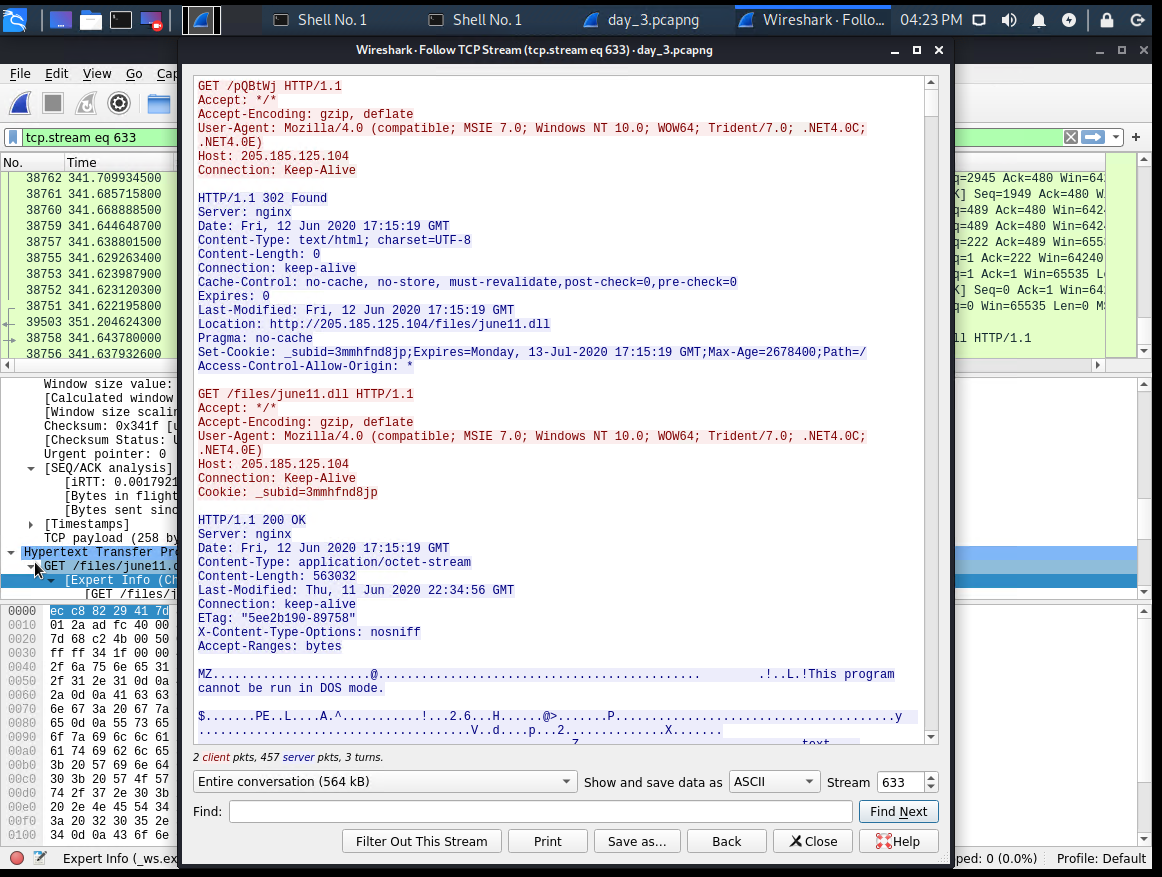 Shell No. 1
Shell No. 1
day_3.pcapng
Wireshark · Follo...
04:23 PM
Wireshark · Follow TCP Stream (tcp.stream eq 633) · day_3.pcapng
File Edit View Go Cap
tcp.stream eq 633
No. Time
38762 341.709934500
38761 341.685715800
38760 341.668888500
38759 341.644648700
38757 341.638801500
38755 341.629263400
38753 341.623987900
38752 341.623120300
38751 341.622195800
39503 351.204624300
38758 341.643780000
38756 341.637932600
q=2945 Ack=480 Win=64
K] Seq=1949 Ack=480 W
q=489 Ack=480 Win=642
q=489 Ack=480 Win=642
q=222 Ack=489 Win=655
q=1 Ack=222 Win=64240
q=1 Ack=1 Win=65535 L
K] Seq=0 Ack=1 Win=64
q=0 Win=65535 Len=0 M
ll HTTP/1.1
Window size value:
[Calculated window
[Window size scalin
Checksum: 0x341f [u
[Checksum Status: U
Urgent pointer: 0
[SEQ/ACK analysis]
[iRTT: 0.0017921
[Bytes in flight
[Bytes sent sinc
[Timestamps]
TCP payload (258 by
Hypertext Transfer Pro
GET /files/june11.d
[Expert Info (Ch
[GET /files/j
0000 ec c8 82 29 41 7d
0010 01 2a ad fc 40 00
0020 7d 68 c2 4b 00 50
0030 ff ff 34 1f 00 00
0040 2f 6a 75 6e 65 31
0050 2f 31 2e 31 0d 0a
0060 2a 0d 0a 41 63 63
0070 6e 67 3a 20 67 7a
0080 65 0d 0a 55 73 65
0090 6f 7a 69 6c 6c 61
00a0 61 74 69 62 6c 65
00b0 3b 20 57 69 6e 64
00c0 30 3b 20 57 4f 57
00d0 74 2f 37 2e 30 3b
00e0 20 2e 4e 45 54 34
00f0 3a 20 32 30 35 2e
0100 34 0d 0a 43 6f 6e
GET /pQBtWj HTTP/1.1
Accept: */*
Accept-Encoding: gzip, deflate
User-Agent: Mozilla/4.0 (compatible; MSIE 7.0; Windows NT 10.0; WOW64; Trident/7.0; .NET4.0C;
.NET4.0E)
Host: 205.185.125.104
Connection: Keep-Alive
HTTP/1.1 302 Found
Server: nginx
Date: Fri, 12 Jun 2020 17:15:19 GMT
Content-Type: text/html; charset=UTF-8
Content-Length: 0
Connection: keep-alive
Cache-Control: no-cache, no-store, must-revalidate,post-check=0,pre-check=0
Expires: 0
Last-Modified: Fri, 12 Jun 2020 17:15:19 GMT
Location: http://205.185.125.104/files/june11.dll
Pragma: no-cache
Set-Cookie: _subid=3mmhfnd8jp;Expires=Monday, 13-Jul-2020 17:15:19 GMT;Max-Age=2678400;Path=/
Access-Control-Allow-Origin: *
GET /files/june11.dll HTTP/1.1
Accept: */*
Accept-Encoding: gzip, deflate
User-Agent: Mozilla/4.0 (compatible; MSIE 7.0; Windows NT 10.0; WOW64; Trident/7.0; .NET4.0C;
.NET4.0E)
Host: 205.185.125.104
Connection: Keep-Alive
Cookie: _subid=3mmhfnd8jp
HTTP/1.1 200 OK
Server: nginx
Date: Fri, 12 Jun 2020 17:15:19 GMT
Content-Type: application/octet-stream
Content-Length: 563032
Last-Modified: Thu, 11 Jun 2020 22:34:56 GMT
Connection: keep-alive
ETag: "5ee2b190-89758"
X-Content-Type-Options: nosniff
Accept-Ranges: bytes
MZ......................@............................................. .!..L.!This program
cannot be run in DOS mode.
$.......PE..L....A.^...........!...2.6...H......@>.......P.......................................y
..................................V..d....p...2..............X.......
2 client pkts, 457 server pkts, 3 turns.
Entire conversation (564 kB) Show and save data as ASCII Stream 633
Find: Find Next
Filter Out This Stream Print Save as... Back Close Help
Expert Info (_ws.ex
ped: 0 (0.0%) Profile: Default